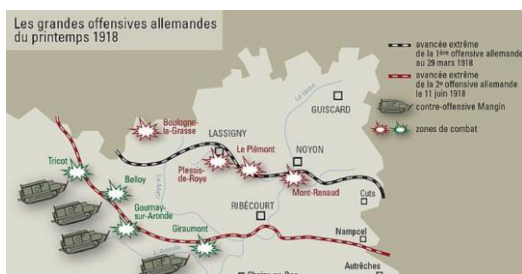 Les grandes offensives allemandes
du printemps 1918
avancée extrême
de la 1ère offensive allemande
au 29 mars 1918
avancée extrême
de la 2e offensive allemande
le 11 juin 1918
contre-offensive Mangin
zones de combat
GUISCARD
Boulogne-
la-Grasse
LASSIGNY
Le Plémont
NOYON
Tricot
Plessis-
de-Roye
Mont-Renaud
Belloy
Cuts
Gournay-
sur-Aronde
RIBÉCOURT
Giraumont
Nampcel
Autrêches